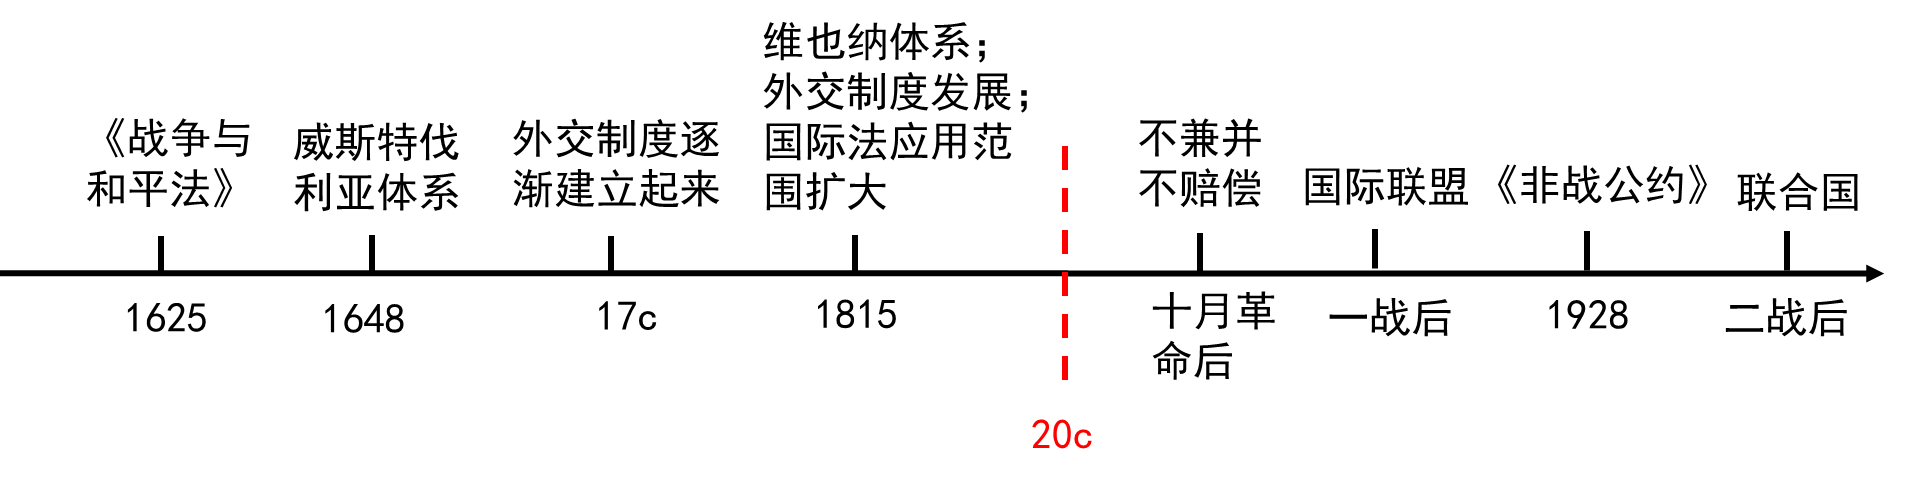 《战争与
和平法》
1625
威斯特伐
利亚体系
1648
外交制度逐
渐建立起来
17c
维也纳体系；
外交制度发展；
国际法应用范
围扩大
1815
20c
不兼并
不赔偿
十月革
命后
国际联盟
一战后
《非战公约》
1928
联合国
二战后